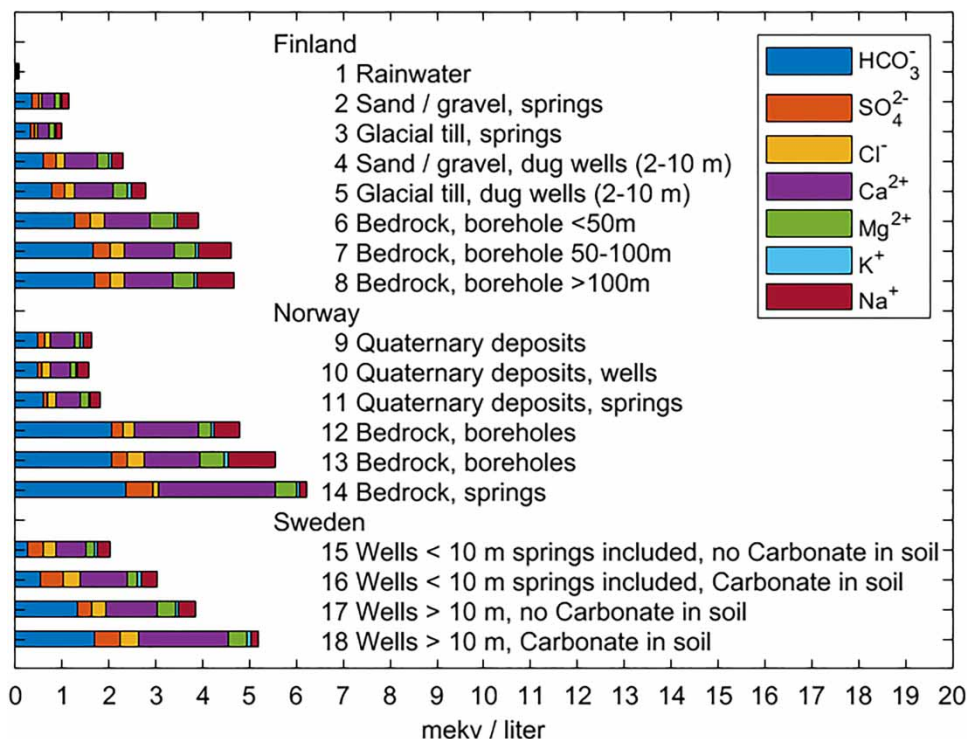 Finland
1 Rainwater
2 Sand / gravel, springs
3 Glacial till, springs
4 Sand / gravel, dug wells (2-10 m)
5 Glacial till, dug wells (2-10 m)
6 Bedrock, borehole <50m
7 Bedrock, borehole 50-100m
8 Bedrock, borehole >100m
Norway
9 Quaternary deposits
10 Quaternary deposits, wells
11 Quaternary deposits, springs
12 Bedrock, boreholes
13 Bedrock, boreholes
14 Bedrock, springs
Sweden
15 Wells < 10 m springs included, no Carbonate in soil
16 Wells < 10 m springs included, Carbonate in soil
17 Wells > 10 m, no Carbonate in soil
18 Wells > 10 m, Carbonate in soil
HCO₃⁻
SO₄²⁻
Cl⁻
Ca²⁺
Mg²⁺
K⁺
Na⁺
0 1 2 3 4 5 6 7 8 9 10 11 12 13 14 15 16 17 18 19 20
mekv / liter